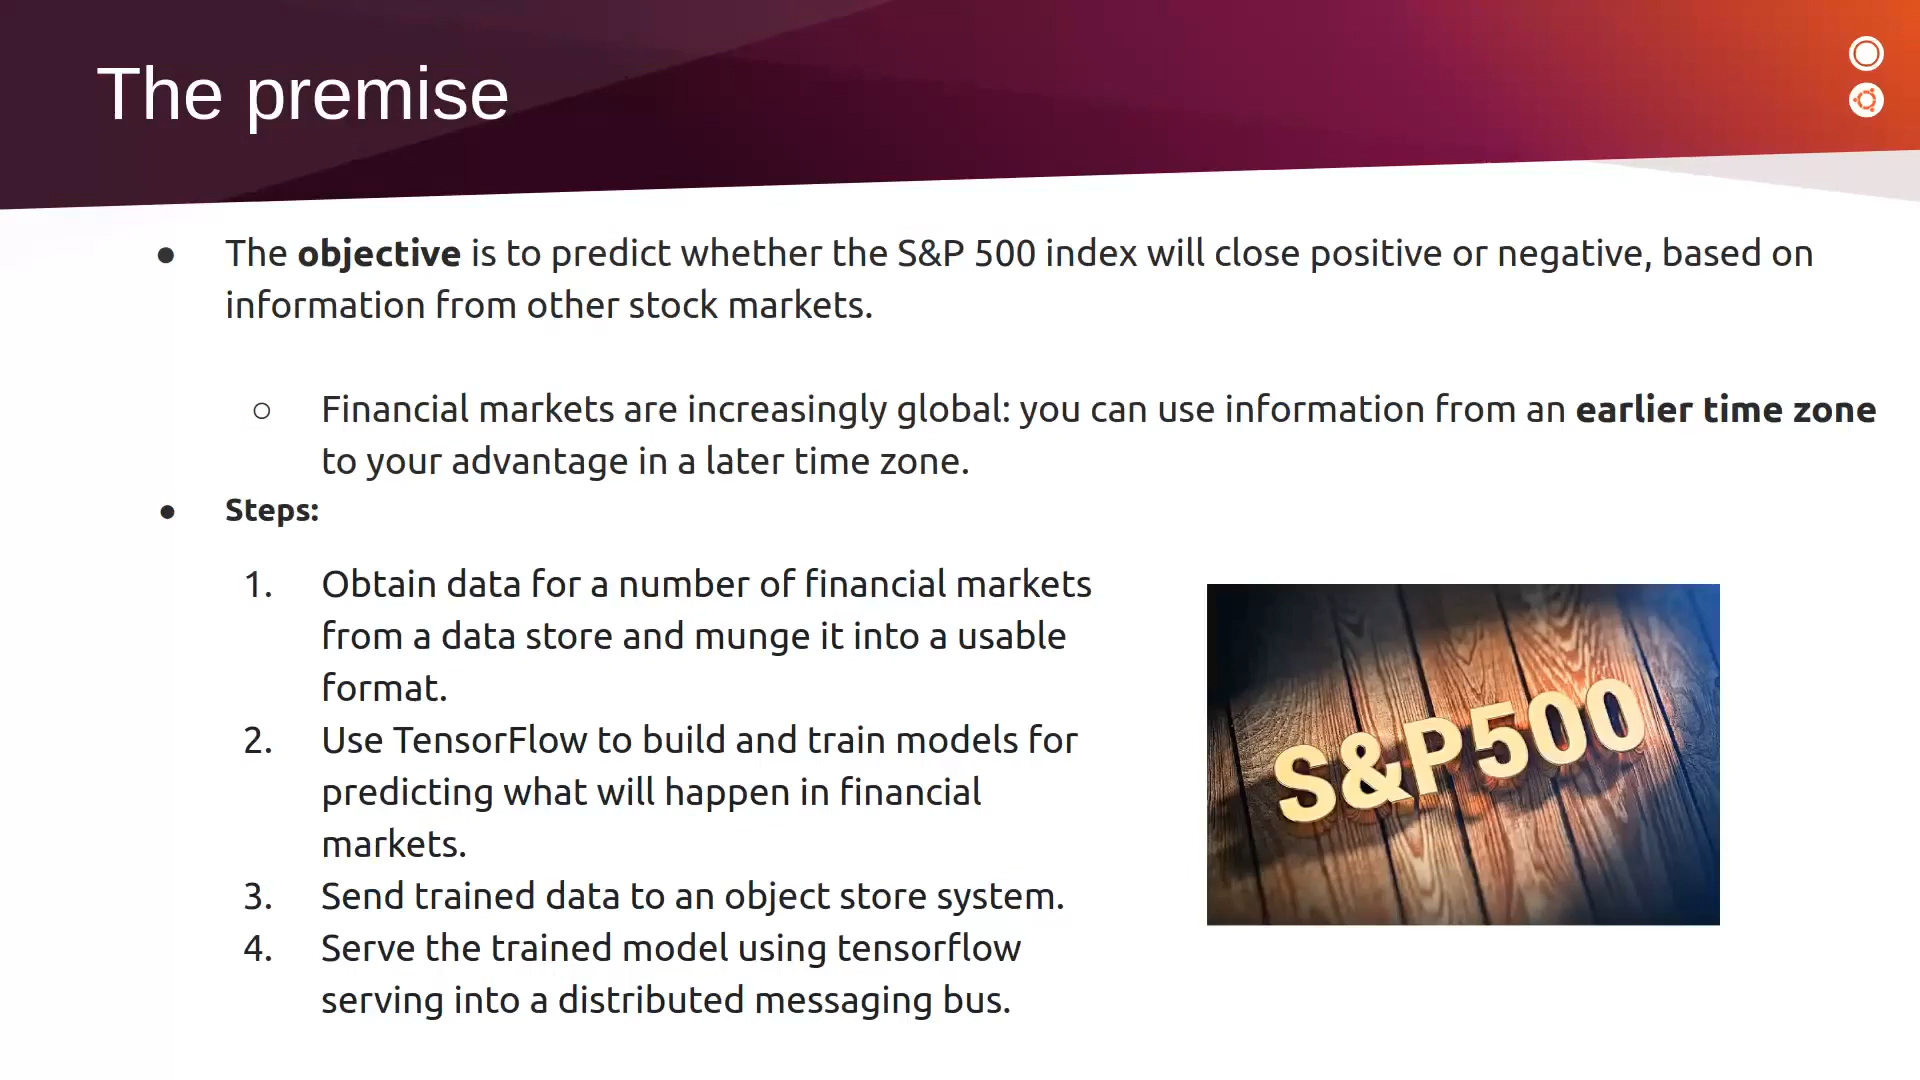 The premise
● The objective is to predict whether the S&P 500 index will close positive or negative, based on
information from other stock markets.
○ Financial markets are increasingly global: you can use information from an earlier time zone
to your advantage in a later time zone.
● Steps:
1. Obtain data for a number of financial markets
from a data store and munge it into a usable
format.
2. Use TensorFlow to build and train models for
predicting what will happen in financial
markets.
3. Send trained data to an object store system.
4. Serve the trained model using tensorflow
serving into a distributed messaging bus.
S&P500